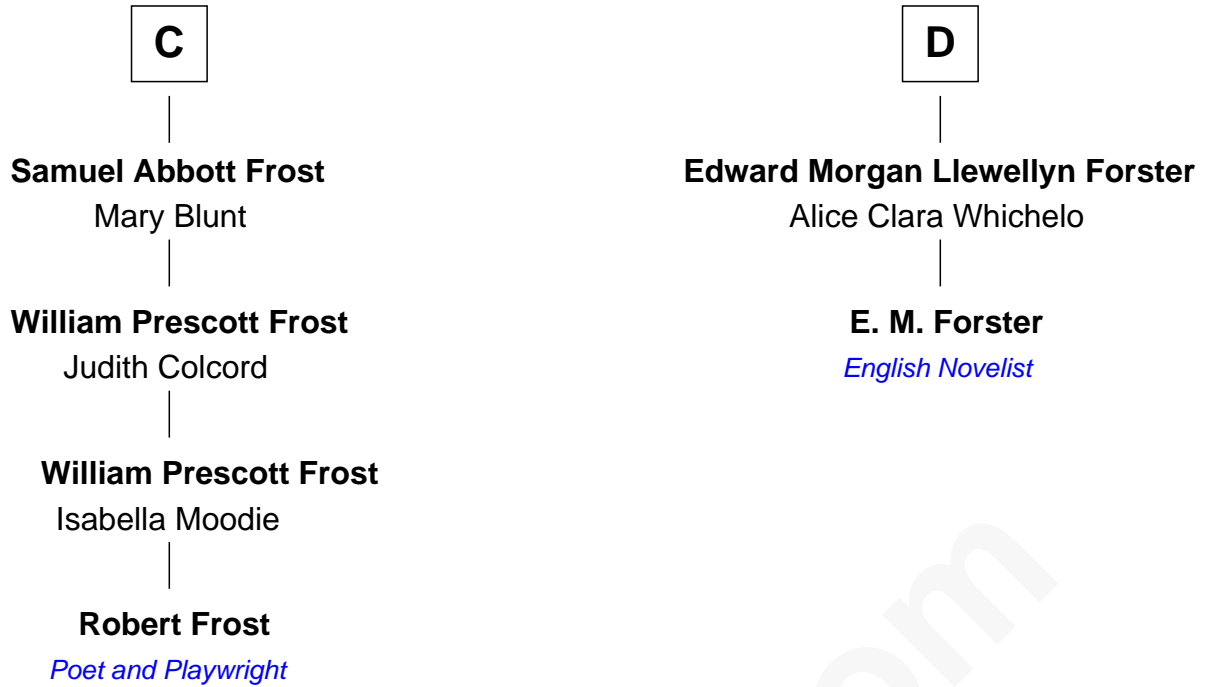 C
Samuel Abbott Frost
Mary Blunt
William Prescott Frost
Judith Colcord
William Prescott Frost
Isabella Moodie
Robert Frost
Poet and Playwright
D
Edward Morgan Llewellyn Forster
Alice Clara Whichelo
E. M. Forster
English Novelist
om